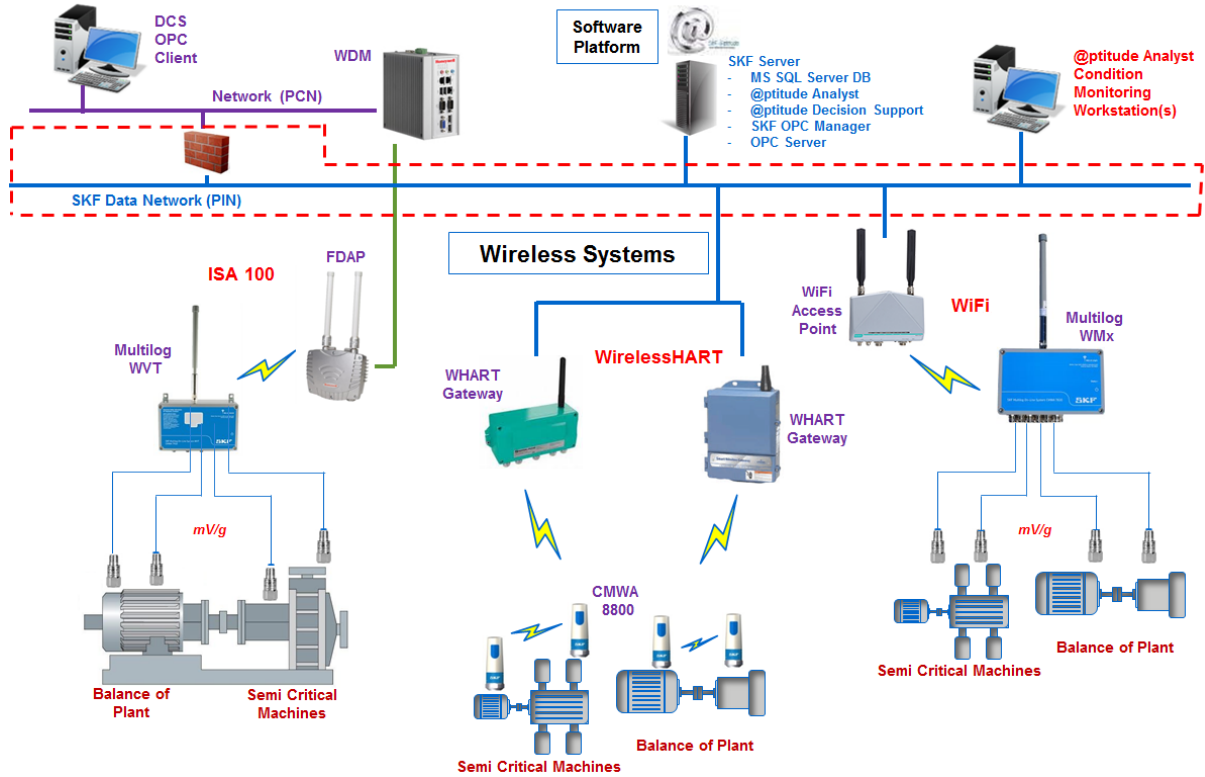 DCS
OPC
Client
WDM
Honeywell
Software
Platform
SKF Server
- MS SQL Server DB
- @ptitude Analyst
- @ptitude Decision Support
- SKF OPC Manager
- OPC Server
@ptitude Analyst
Condition
Monitoring
Workstation(s)
Network (PCN)
SKF Data Network (PIN)
Wireless Systems
ISA 100
FDAP
Multilog
WVT
SKF
mV/g
Balance of
Plant
Semi Critical
Machines
WirelessHART
WHART
Gateway
WHART
Gateway
CMWA
8800
Semi Critical Machines
Balance of Plant
WiFi
Access
Point
WiFi
Multilog
WMx
SKF
mV/g
Semi Critical Machines
Balance of Plant